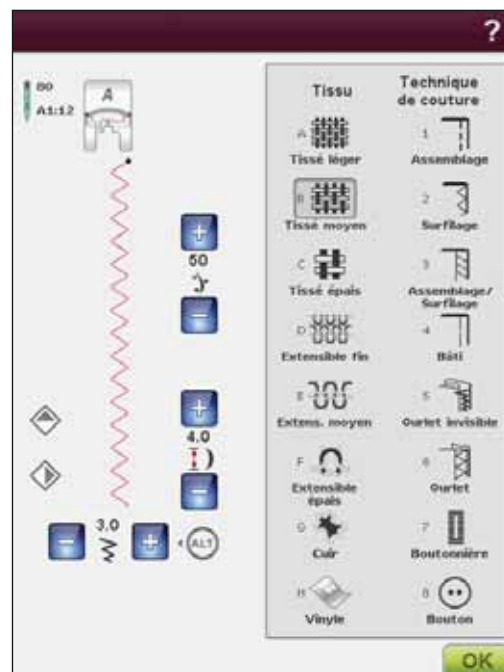 ?
80
A1:12
A
50
4.0
3.0
ALT
Tissu
Technique
de couture
A
Tissé léger
1
Assemblage
B
Tissé moyen
2
Surfilage
C
Tissé épais
3
Assemblage/
Surfilage
D
Extensible fin
4
Bâti
E
Extens. moyen
5
Ourlet invisible
F
Extensible
épais
6
Ourlet
G
Cuir
7
Boutonnière
H
Vinyle
8
Bouton
OK